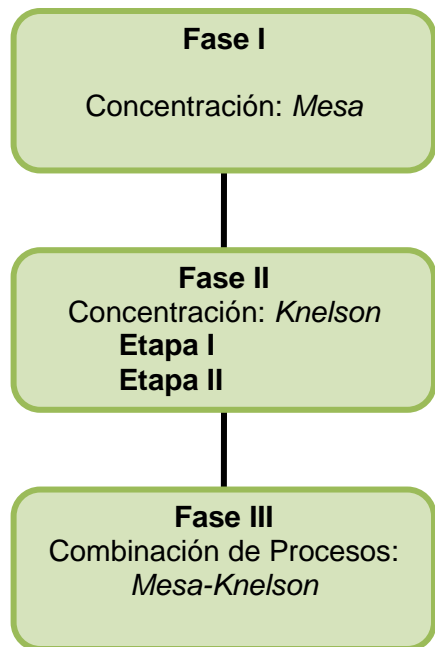 Fase I
Concentración: Mesa
Fase II
Concentración: Knelson
Etapa I
Etapa II
Fase III
Combinación de Procesos:
Mesa-Knelson